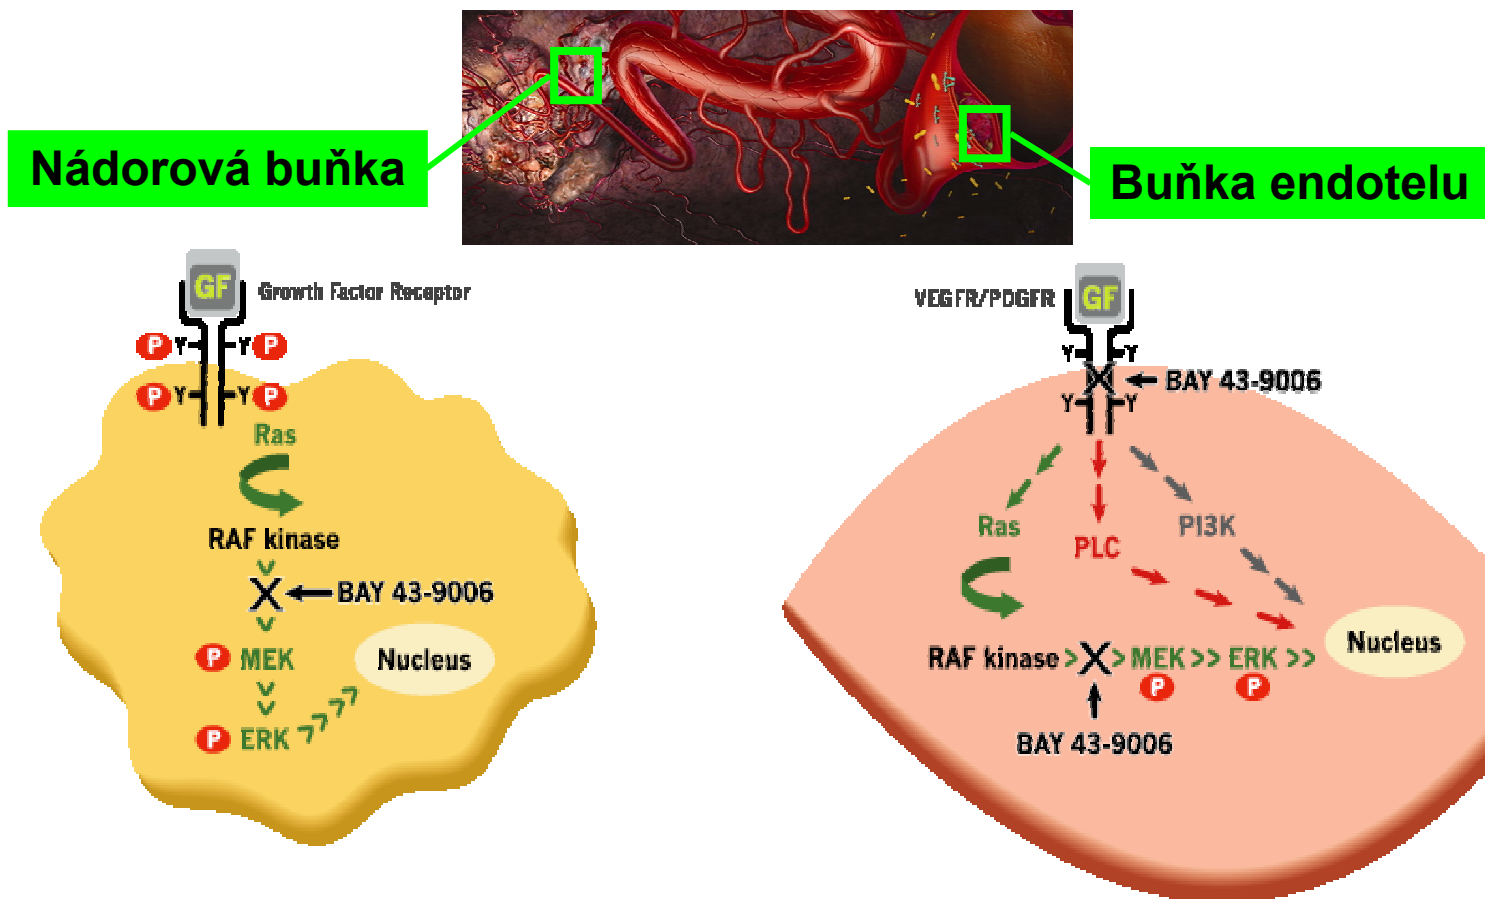 Nádorová buňka
Buňka endotelu
GF
Growth Factor Receptor
P Y Y P
P Y Y P
Ras
RAF kinase
X BAY 43-9006
P MEK
Nucleus
P ERK
VEGFR/PDGFR
GF
Y Y
X BAY 43-9006
Y Y
Ras
PLC
PI3K
RAF kinase > X > MEK >> ERK >>
Nucleus
P P
BAY 43-9006